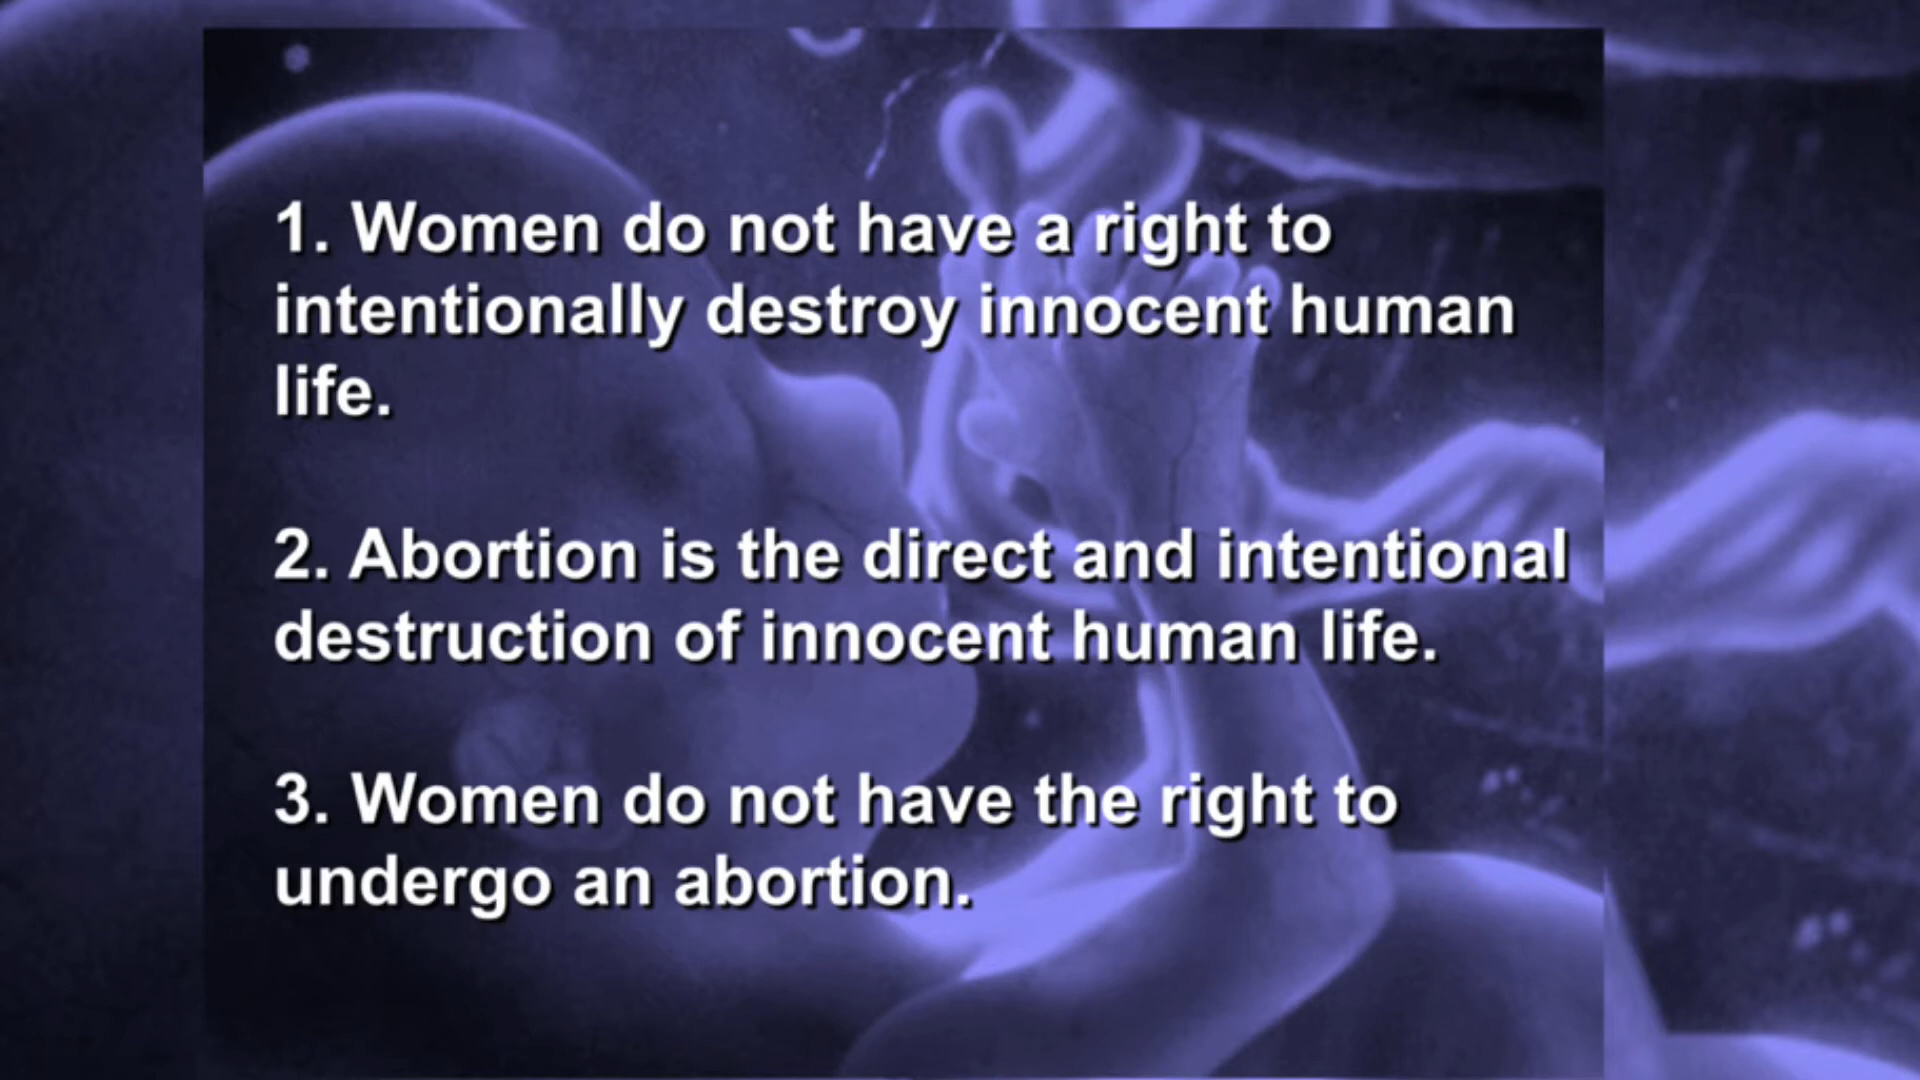 1. Women do not have a right to
intentionally destroy innocent human
life.
2. Abortion is the direct and intentional
destruction of innocent human life.
3. Women do not have the right to
undergo an abortion.